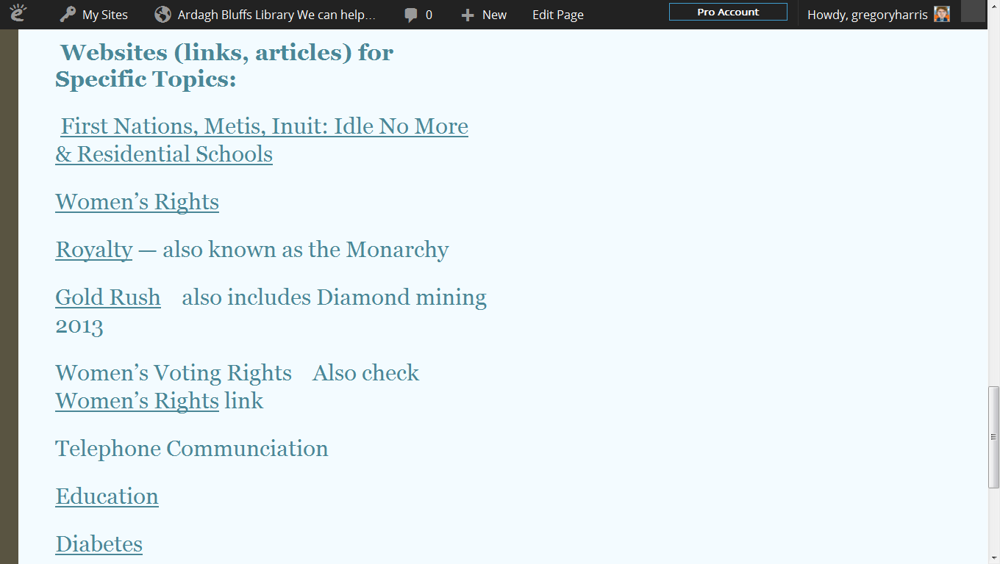 My Sites Ardagh Bluffs Library We can help... 0 New Edit Page Pro Account Howdy, gregoryharris
Websites (links, articles) for
Specific Topics:
First Nations, Metis, Inuit: Idle No More
& Residential Schools
Women’s Rights
Royalty — also known as the Monarchy
Gold Rush also includes Diamond mining
2013
Women’s Voting Rights Also check
Women’s Rights link
Telephone Communciation
Education
Diabetes